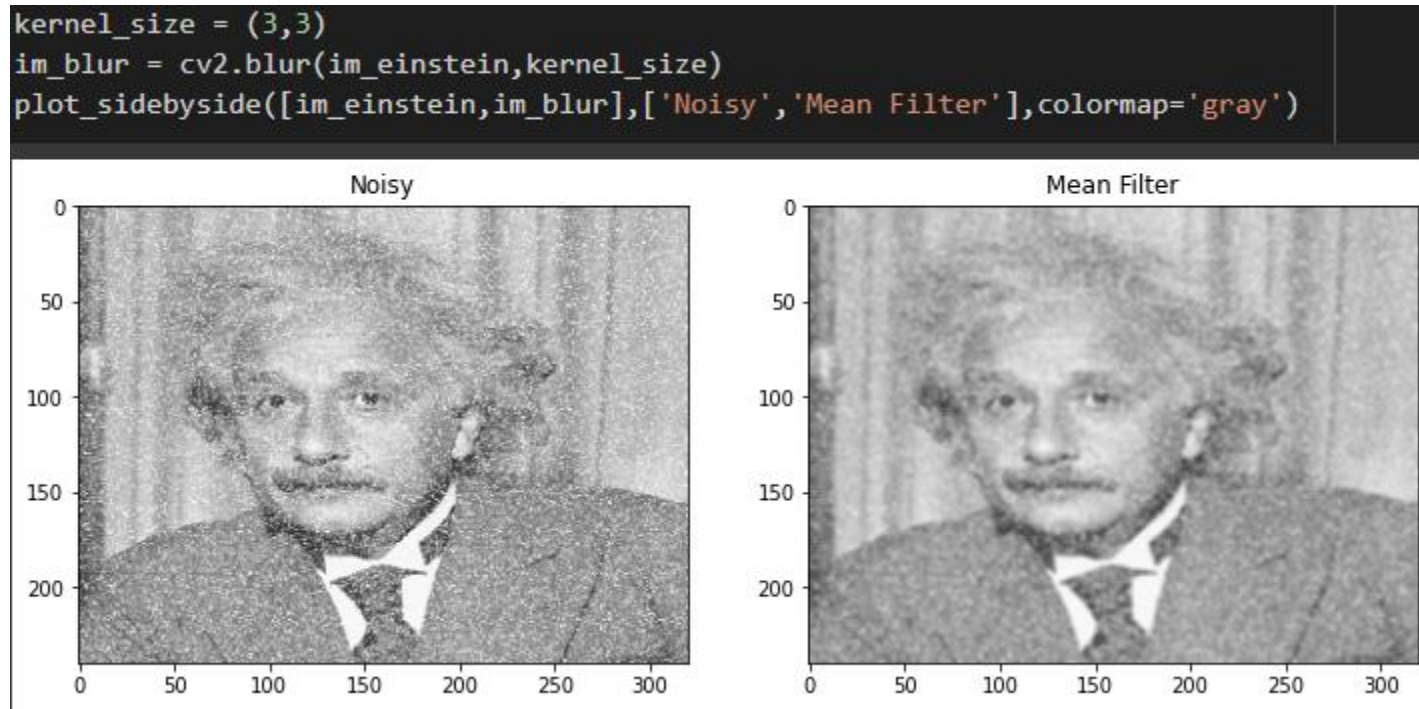 kernel_size = (3,3)
im_blur = cv2.blur(im_einstein,kernel_size)
plot_sidebyside([im_einstein,im_blur],['Noisy','Mean Filter'],colormap='gray')
Noisy
0
50
100
150
200
0 50 100 150 200 250 300
Mean Filter
0
50
100
150
200
0 50 100 150 200 250 300